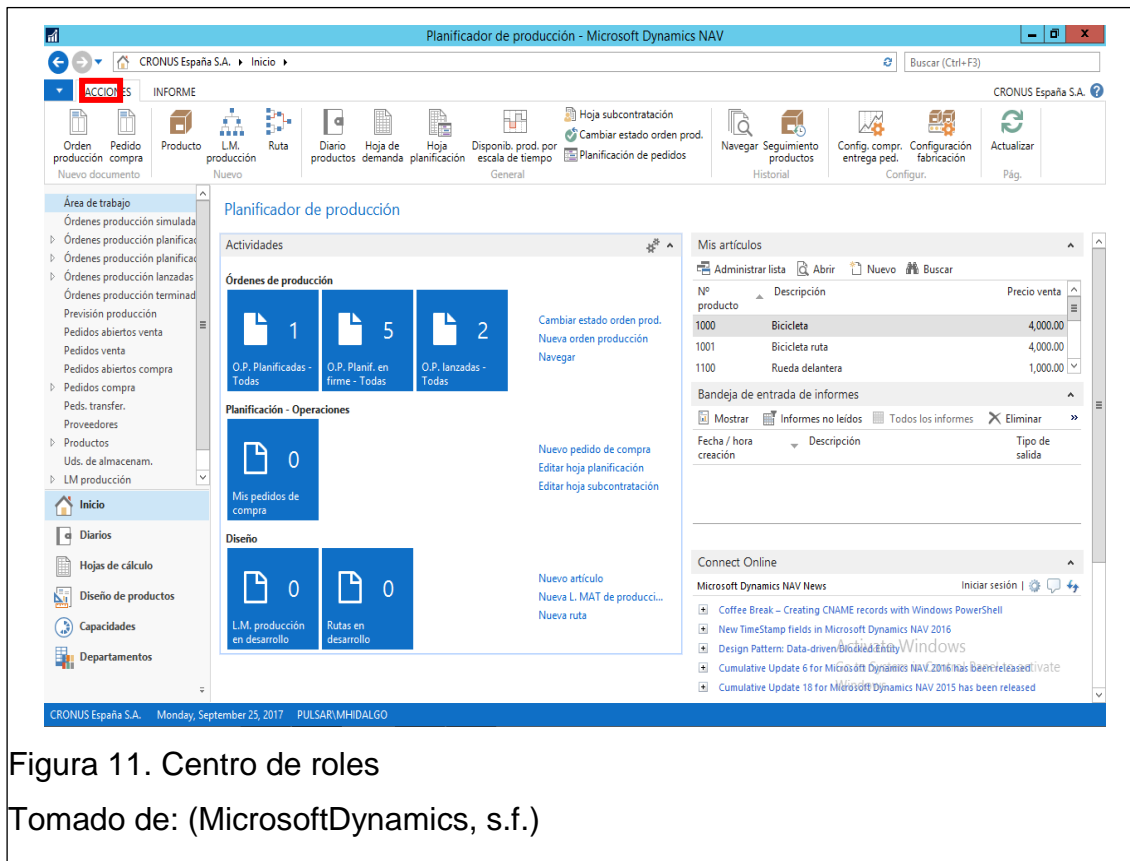 Planificador de producción - Microsoft Dynamics NAV
CRONUS España S.A. Inicio
Buscar (Ctrl+F3)
ACCIONES INFORME
CRONUS España S.A.
Orden producción
Pedido compra
Producto
L.M. producción
Ruta
Diario productos
Hoja de demanda
Hoja planificación
Disponib. prod. por escala de tiempo
Hoja subcontratación
Cambiar estado orden prod.
Planificación de pedidos
Navegar
Seguimiento productos
Config. compr. entrega ped.
Configuración fabricación
Actualizar
Nuevo documento
Nuevo
General
Historial
Configur.
Pág.
Área de trabajo
Órdenes producción simulada
Órdenes producción planificac
Órdenes producción planificac
Órdenes producción lanzadas
Órdenes producción terminad
Previsión producción
Pedidos abiertos venta
Pedidos venta
Pedidos abiertos compra
Pedidos compra
Peds. transfer.
Proveedores
Productos
Uds. de almacenam.
LM producción
Inicio
Diarios
Hojas de cálculo
Diseño de productos
Capacidades
Departamentos
Planificador de producción
Actividades
Órdenes de producción
1
O.P. Planificadas - Todas
5
O.P. Planif. en firme - Todas
2
O.P. lanzadas - Todas
Cambiar estado orden prod.
Nueva orden producción
Navegar
Planificación - Operaciones
0
Mis pedidos de compra
Nuevo pedido de compra
Editar hoja planificación
Editar hoja subcontratación
Diseño
0
L.M. producción en desarrollo
0
Rutas en desarrollo
Nuevo artículo
Nueva L. MAT de producci...
Nueva ruta
Mis artículos
Administrar lista Abrir Nuevo Buscar
Nº producto Descripción Precio venta
1000 Bicicleta 4,000.00
1001 Bicicleta ruta 4,000.00
1100 Rueda delantera 1,000.00
Bandeja de entrada de informes
Mostrar Informes no leídos Todos los informes Eliminar »
Fecha / hora creación Descripción Tipo de salida
Connect Online
Microsoft Dynamics NAV News Iniciar sesión |
Coffee Break – Creating CNAME records with Windows PowerShell
New TimeStamp fields in Microsoft Dynamics NAV 2016
Design Pattern: Data-driven Blocked Entity
Cumulative Update 6 for Microsoft Dynamics NAV 2016 has been released
Cumulative Update 18 for Microsoft Dynamics NAV 2015 has been released
Activate Windows
CRONUS España S.A. Monday, September 25, 2017 PULSAR\MHIDALGO
Figura 11. Centro de roles
Tomado de: (MicrosoftDynamics, s.f.)